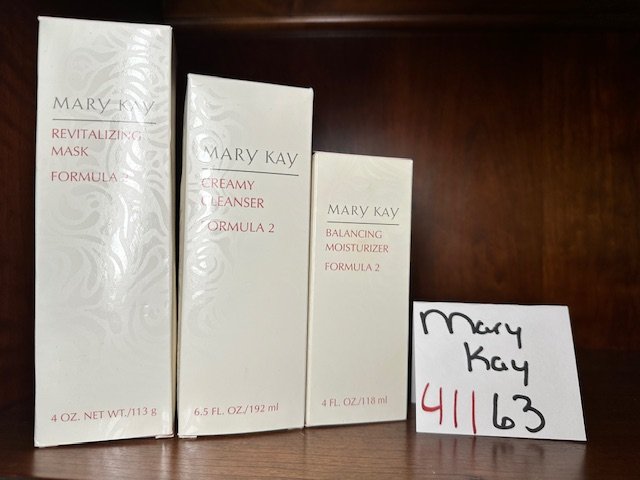 MARY KAY
REVITALIZING
MASK
FORMULA 2
4 OZ. NET WT./113 g
MARY KAY
CREAMY
CLEANSER
FORMULA 2
6.5 FL. OZ./192 ml
MARY KAY
BALANCING
MOISTURIZER
FORMULA 2
4 FL. OZ./118 ml
Mary
Kay
41163